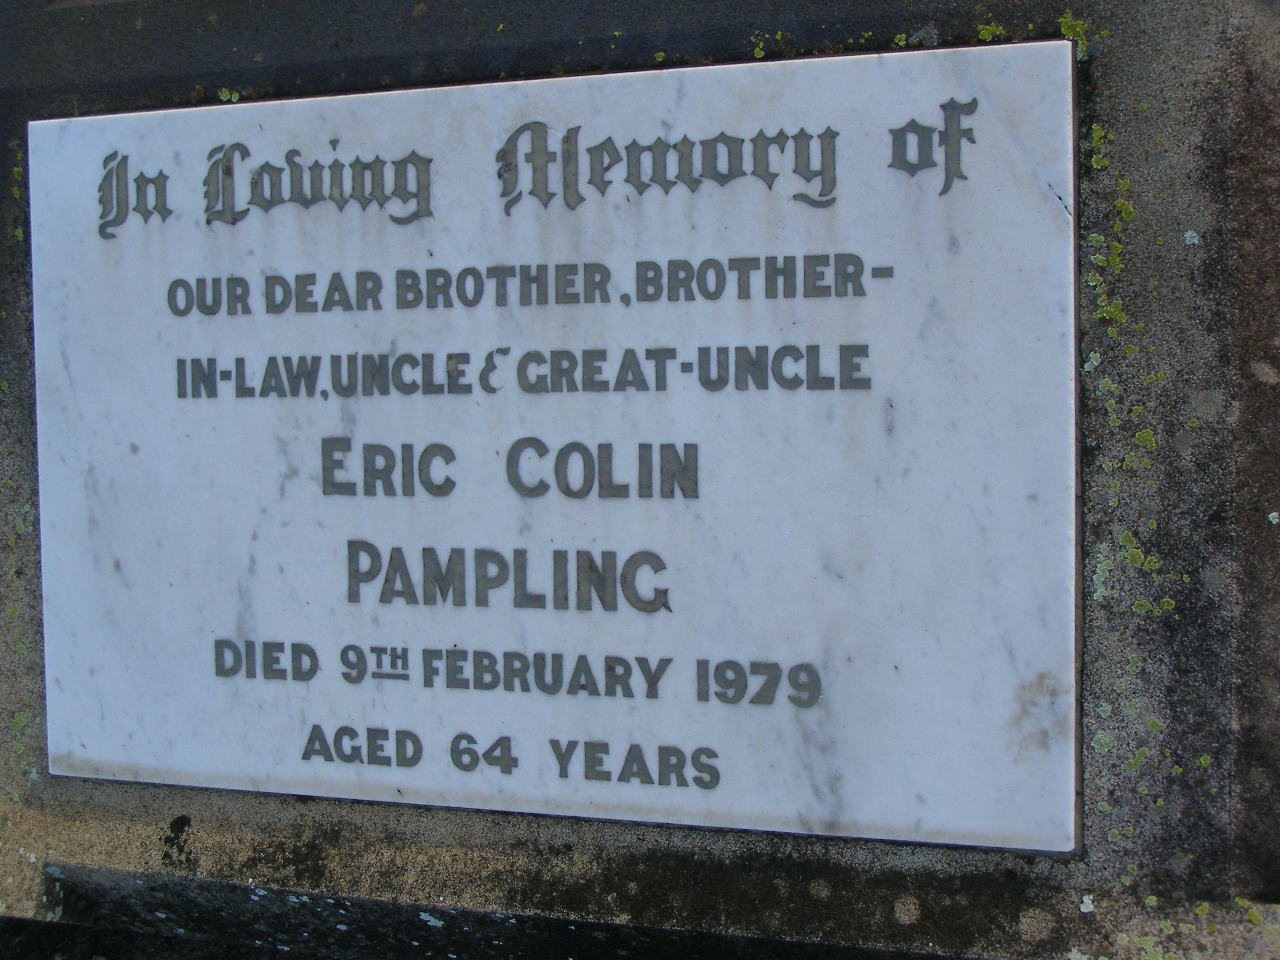 In Loving Memory of
OUR DEAR BROTHER, BROTHER-
IN-LAW, UNCLE & GREAT-UNCLE
ERIC COLIN
PAMPLING
DIED 9TH FEBRUARY 1979
AGED 64 YEARS